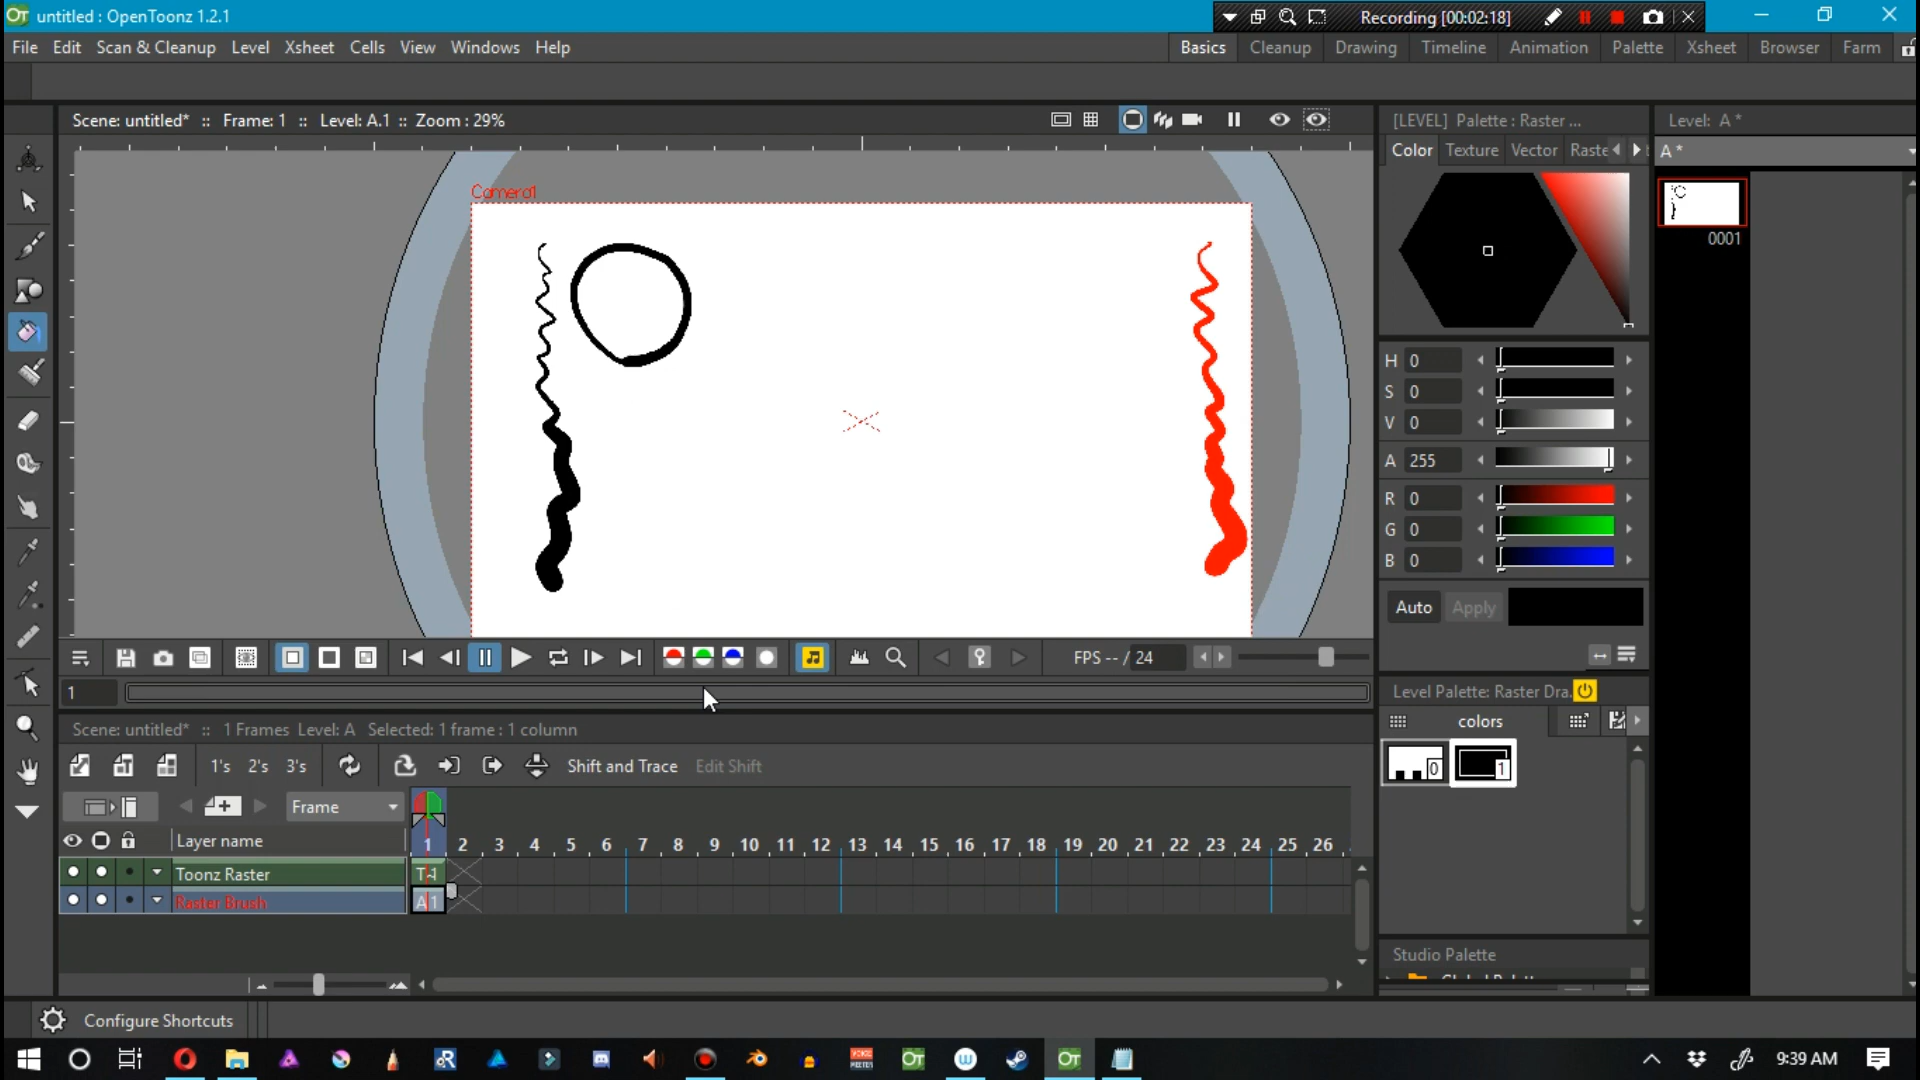 OT untitled : OpenToonz 1.2.1
Recording [00:02:18]
File Edit Scan & Cleanup Level Xsheet Cells View Windows Help
Basics Cleanup Drawing Timeline Animation Palette Xsheet Browser Farm
Scene: untitled* :: Frame: 1 :: Level: A.1 :: Zoom : 29%
[LEVEL] Palette : Raster ...
Level: A *
Color Texture Vector Raste
A *
Camera1
0001
H 0
S 0
V 0
A 255
R 0
G 0
B 0
Auto Apply
FPS -- / 24
1
Level Palette: Raster Dra.
colors
0 1
Scene: untitled* :: 1 Frames Level: A Selected: 1 frame : 1 column
1's 2's 3's Shift and Trace Edit Shift
Frame
Layer name
1 2 3 4 5 6 7 8 9 10 11 12 13 14 15 16 17 18 19 20 21 22 23 24 25 26
Toonz Raster
Raster Brush
A 1
Studio Palette
Configure Shortcuts
OT OT
9:39 AM